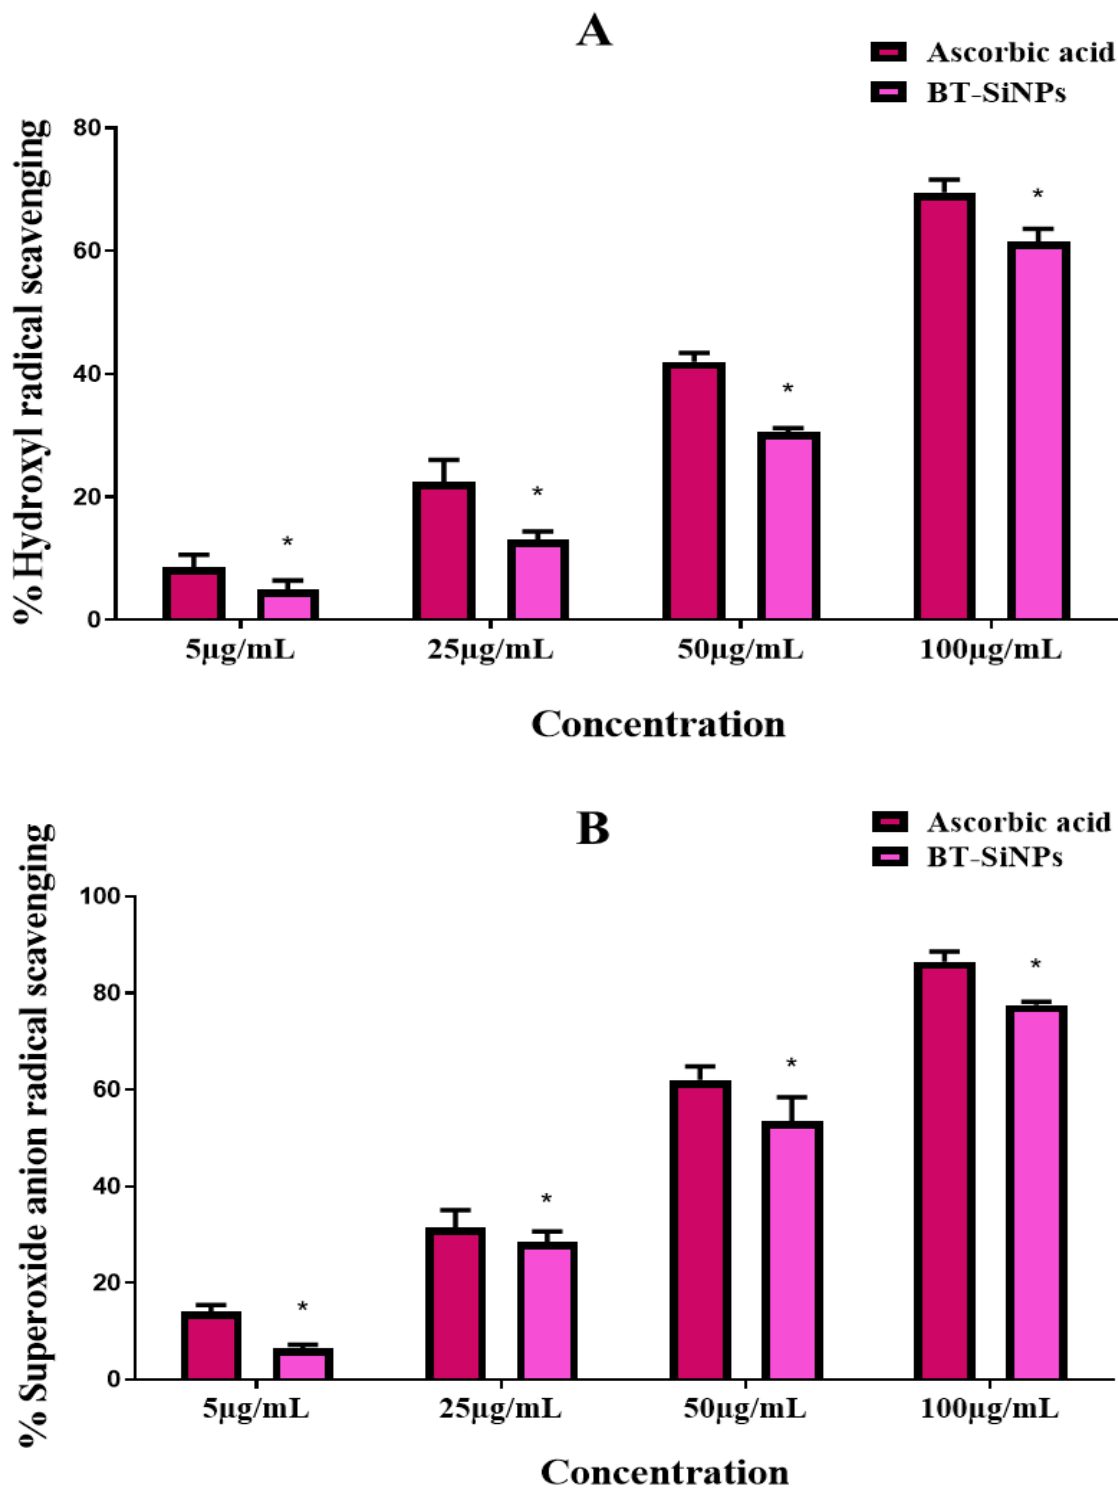 A
Ascorbic acid
BT-SiNPs
% Hydroxyl radical scavenging
80
60
40
20
0
*
*
*
*
5µg/mL
25µg/mL
50µg/mL
100µg/mL
Concentration
B
Ascorbic acid
BT-SiNPs
% Superoxide anion radical scavenging
100
80
60
40
20
0
*
*
*
*
5µg/mL
25µg/mL
50µg/mL
100µg/mL
Concentration